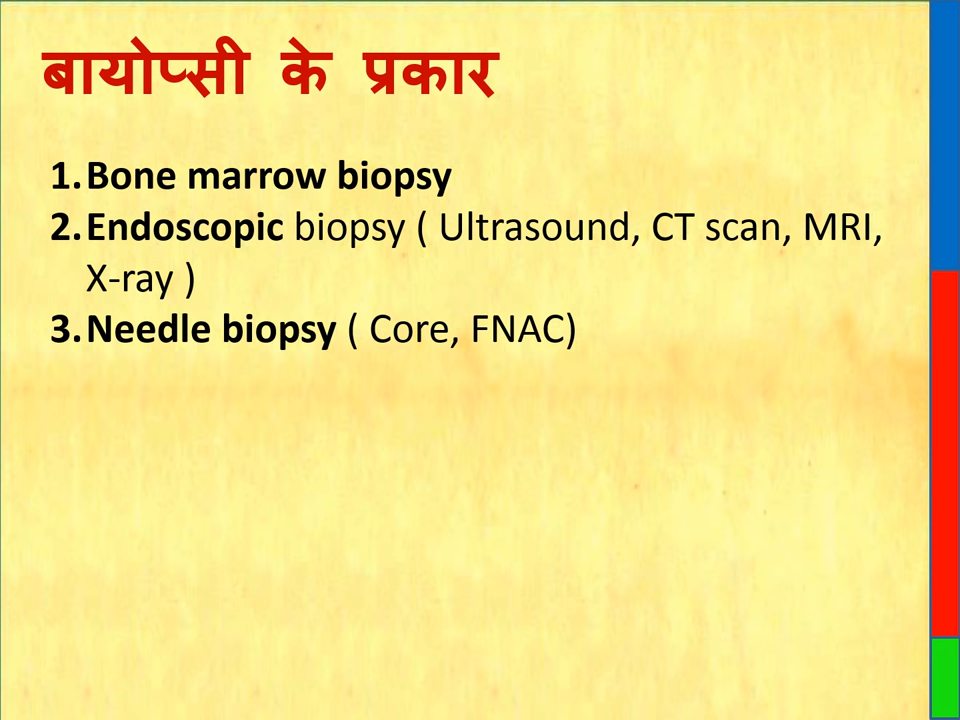 बायोप्सी के प्रकार
1. Bone marrow biopsy
2. Endoscopic biopsy ( Ultrasound, CT scan, MRI,
X-ray )
3. Needle biopsy ( Core, FNAC)